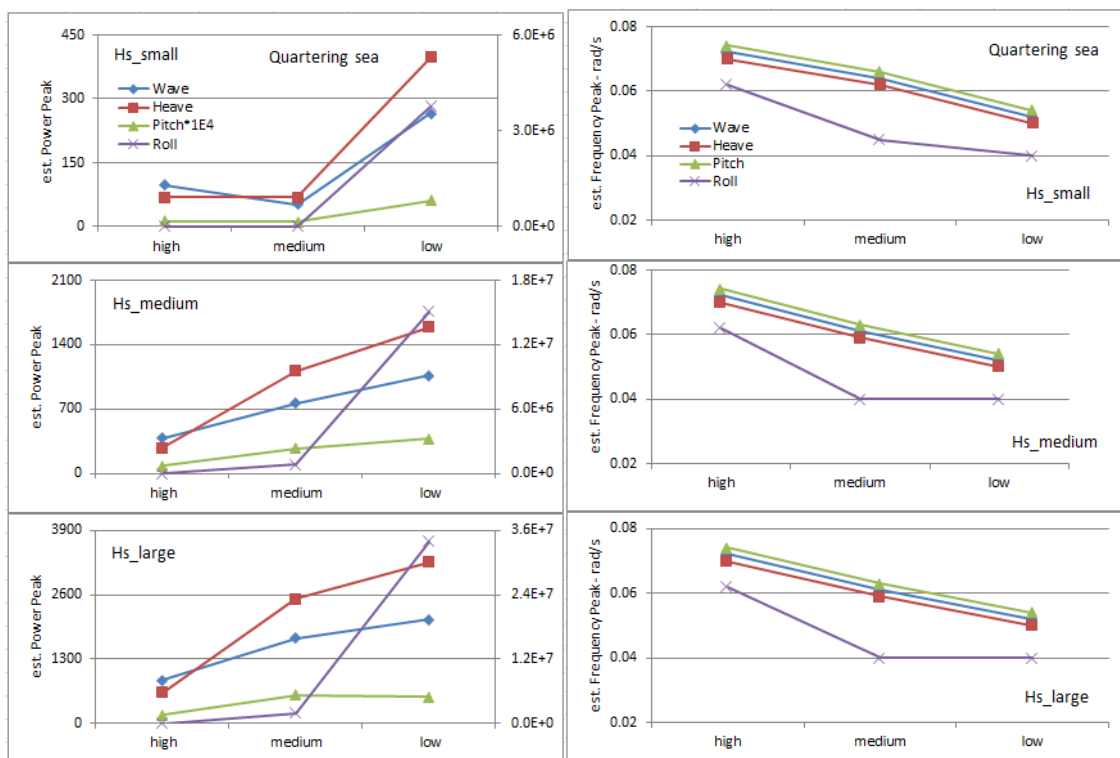 Hs_small
Quartering sea
est. Power Peak
450
300
150
0
6.0E+6
3.0E+6
0.0E+0
Wave
Heave
Pitch*1E4
Roll
high medium low
Quartering sea
est. Frequency Peak - rad/s
0.08
0.06
0.04
0.02
Wave
Heave
Pitch
Roll
Hs_small
high medium low
Hs_medium
est. Power Peak
2100
1400
700
0
1.8E+7
1.2E+7
6.0E+6
0.0E+0
high medium low
est. Frequency Peak - rad/s
0.08
0.06
0.04
0.02
Hs_medium
high medium low
Hs_large
est. Power Peak
3900
2600
1300
0
3.6E+7
2.4E+7
1.2E+7
0.0E+0
high medium low
est. Frequency Peak - rad/s
0.08
0.06
0.04
0.02
Hs_large
high medium low